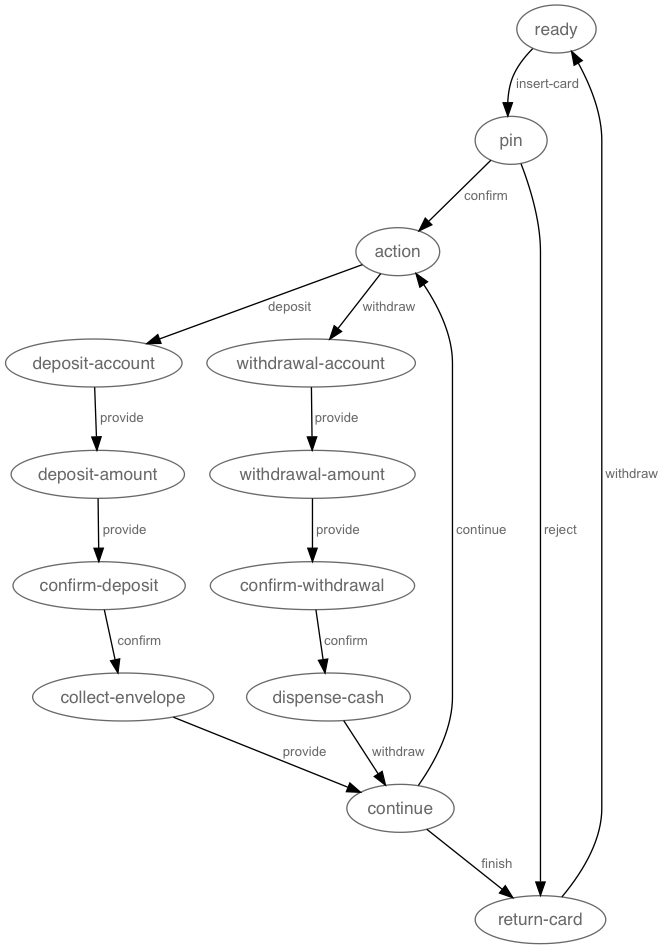 ready
insert-card
pin
confirm
action
deposit
withdraw
deposit-account
withdrawal-account
provide
provide
deposit-amount
withdrawal-amount
withdraw
provide
provide
continue
reject
confirm-deposit
confirm-withdrawal
confirm
confirm
collect-envelope
dispense-cash
provide
withdraw
continue
finish
return-card